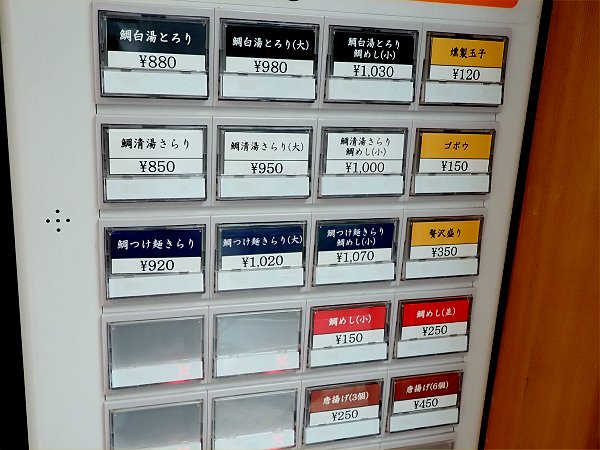 鯛白湯とろり
¥880
鯛白湯とろり(大)
¥980
鯛白湯とろり
鯛めし(小)
¥1,030
燻製玉子
¥120
鯛清湯さらり
¥850
鯛清湯さらり(大)
¥950
鯛清湯さらり
鯛めし(小)
¥1,000
ゴボウ
¥150
鯛つけ麺きらり
¥920
鯛つけ麺きらり(大)
¥1,020
鯛つけ麺きらり
鯛めし(小)
¥1,070
贅沢盛り
¥350
鯛めし(小)
¥150
鯛めし(並)
¥250
唐揚げ(3個)
¥250
唐揚げ(6個)
¥450